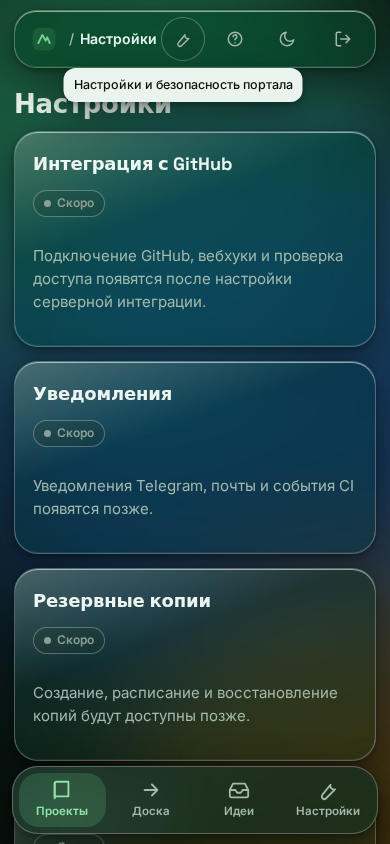 / Настройки
Настройки и безопасность портала
Настройки
Интеграция с GitHub
Скоро
Подключение GitHub, вебхуки и проверка
доступа появятся после настройки
серверной интеграции.
Уведомления
Скоро
Уведомления Telegram, почты и события CI
появятся позже.
Резервные копии
Скоро
Создание, расписание и восстановление
копий будут доступны позже.
Проекты
Доска
Идеи
Настройки